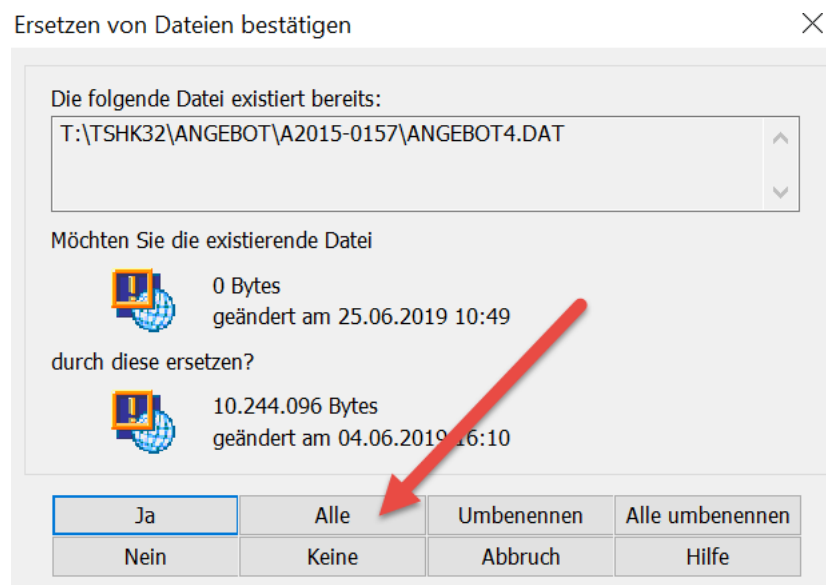 Ersetzen von Dateien bestätigen
Die folgende Datei existiert bereits:
T:\TSHK32\ANGEBOT\A2015-0157\ANGEBOT4.DAT
Möchten Sie die existierende Datei
0 Bytes
geändert am 25.06.2019 10:49
durch diese ersetzen?
10.244.096 Bytes
geändert am 04.06.2019 16:10
Ja Alle Umbenennen Alle umbenennen
Nein Keine Abbruch Hilfe